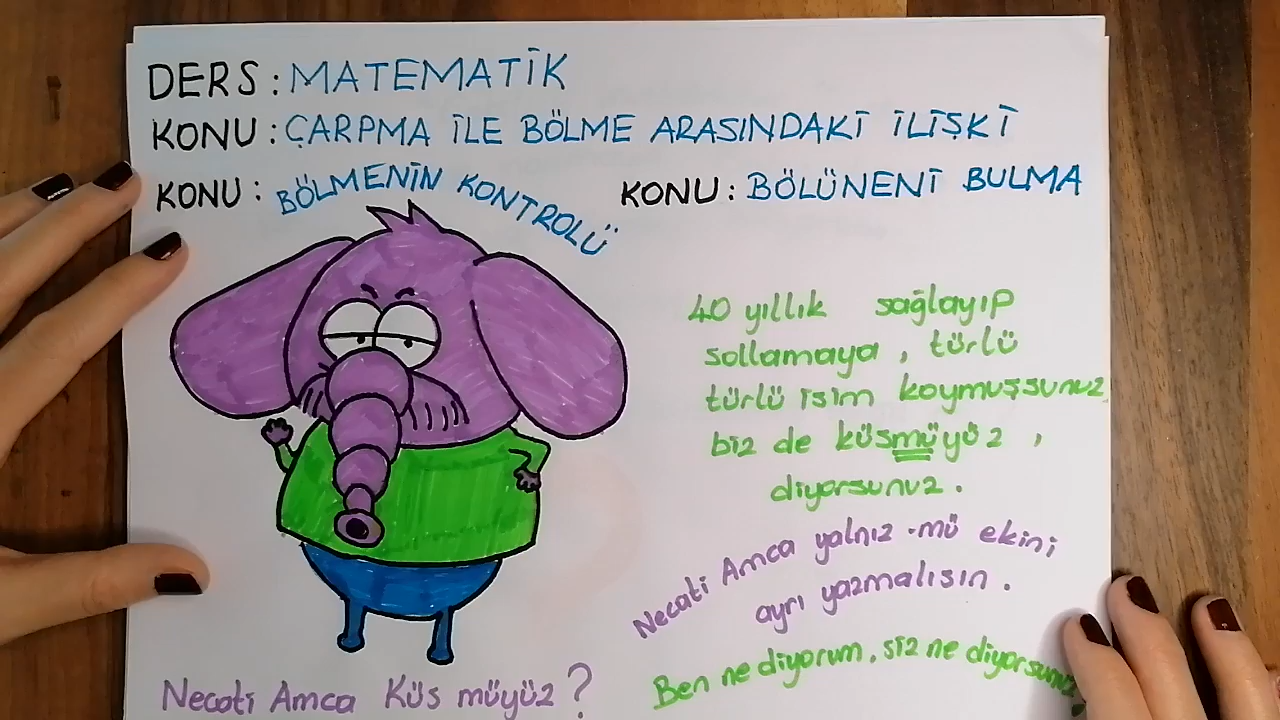 DERS : MATEMATİK
KONU : ÇARPMA İLE BÖLME ARASINDAKİ İLİŞKİ
KONU : BÖLMENİN KONTROLÜ
KONU : BÖLÜNENİ BULMA
40 yıllık sağlayıp
sollamaya , türlü
türlü isim koymuşsunuz
biz de küsmüyüz ,
diyorsunuz .
Necati Amca yalnız -mü ekini
ayrı yazmalısın .
Ben ne diyorum, siz ne diyorsunuz
Necati Amca Küs müyüz ?